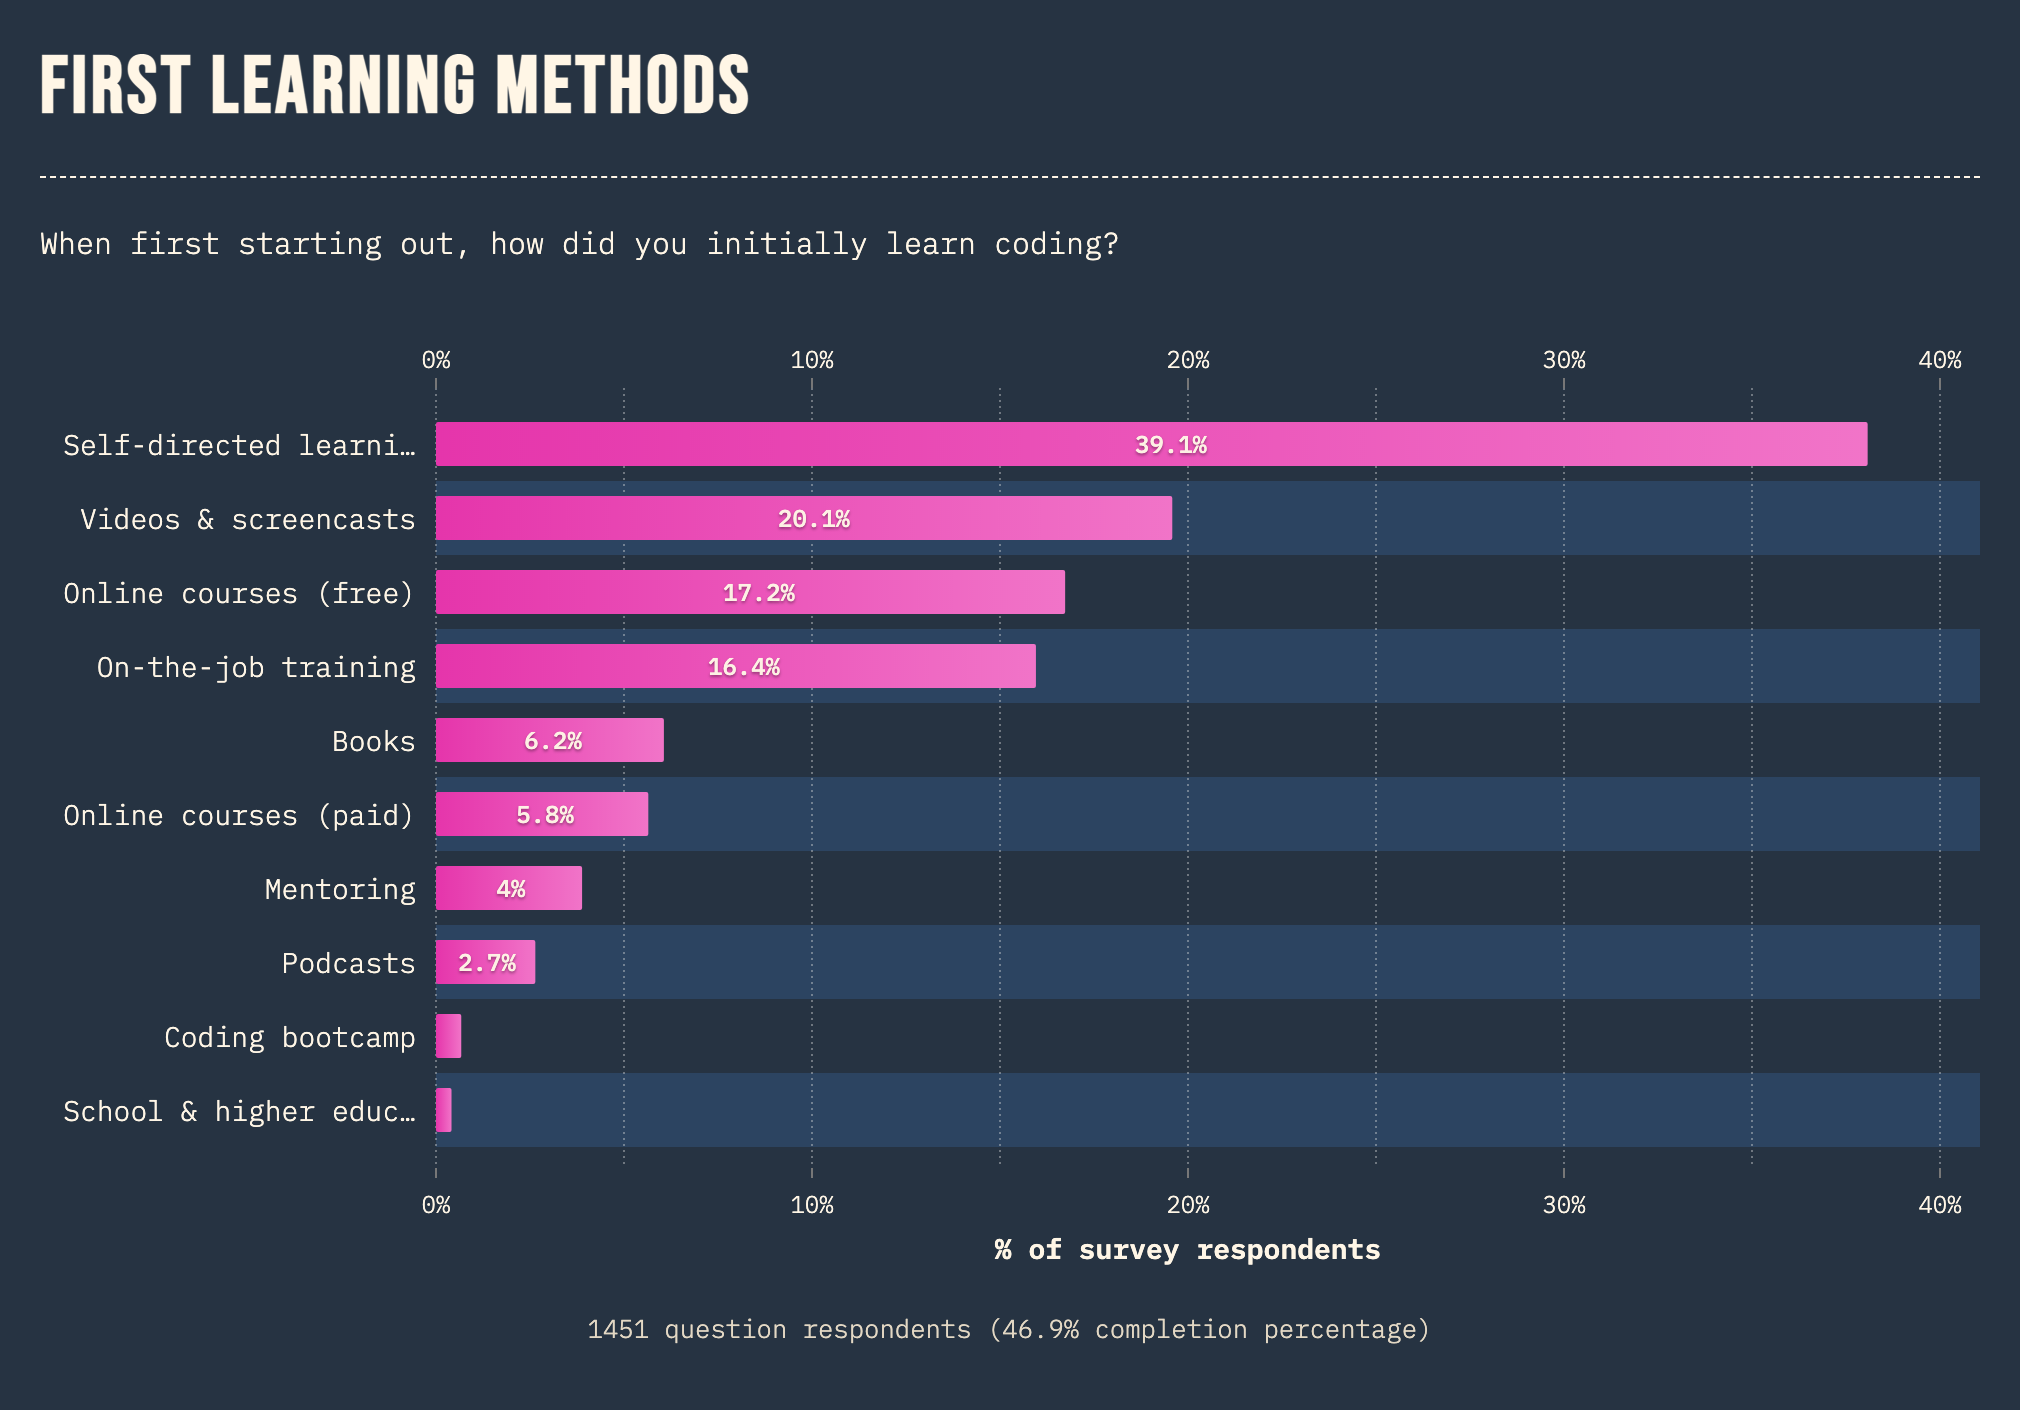 FIRST LEARNING METHODS
When first starting out, how did you initially learn coding?
0% 10% 20% 30% 40%
Self-directed learni… 39.1%
Videos & screencasts 20.1%
Online courses (free) 17.2%
On-the-job training 16.4%
Books 6.2%
Online courses (paid) 5.8%
Mentoring 4%
Podcasts 2.7%
Coding bootcamp
School & higher educ…
0% 10% 20% 30% 40%
% of survey respondents
1451 question respondents (46.9% completion percentage)